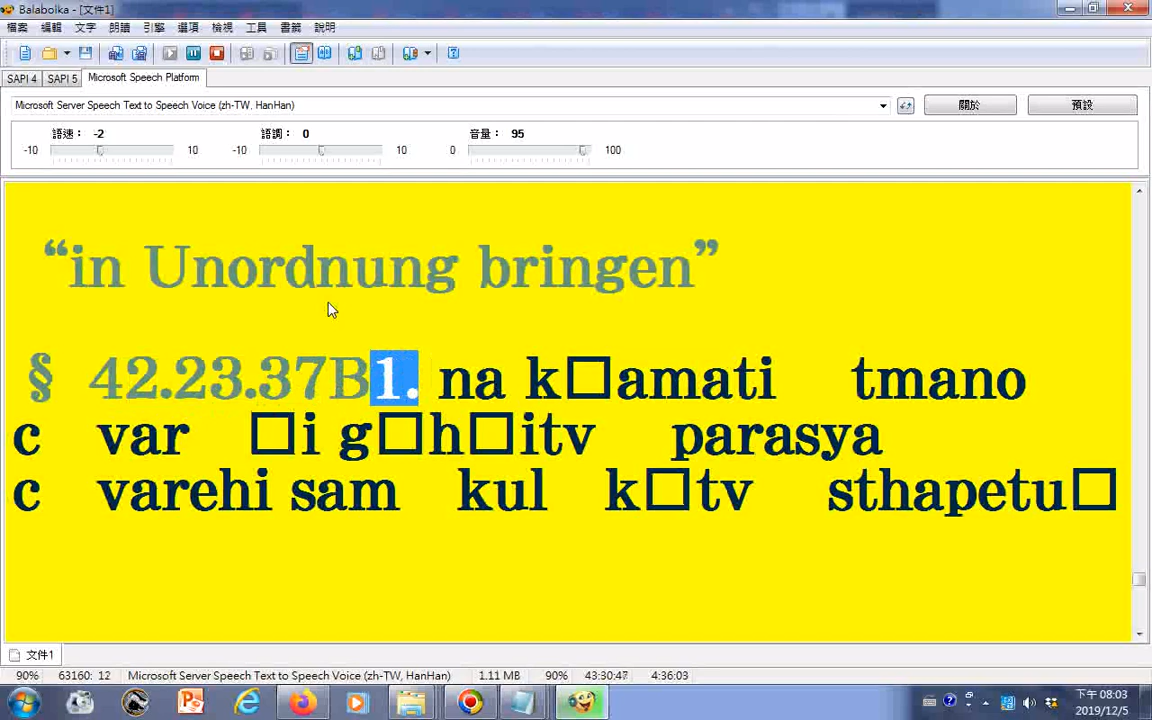 Balabolka - [文件1]
檔案 編輯 文字 朗讀 引擎 選項 檢視 工具 書籤 說明
SAPI 4 SAPI 5 Microsoft Speech Platform
Microsoft Server Speech Text to Speech Voice (zh-TW, HanHan) 關於 預設
語速： -2 語調： 0 音量： 95
-10 10 -10 10 0 100
“in Unordnung bringen”
§ 42.23.37B1. na k□amati tmano
c var □i g□h□itv parasya
c varehi sam kul k□tv sthapetu□
文件1
90% 63160: 12 Microsoft Server Speech Text to Speech Voice (zh-TW, HanHan) 1.11 MB 90% 43:30:47 4:36:03
下午 08:03
2019/12/5